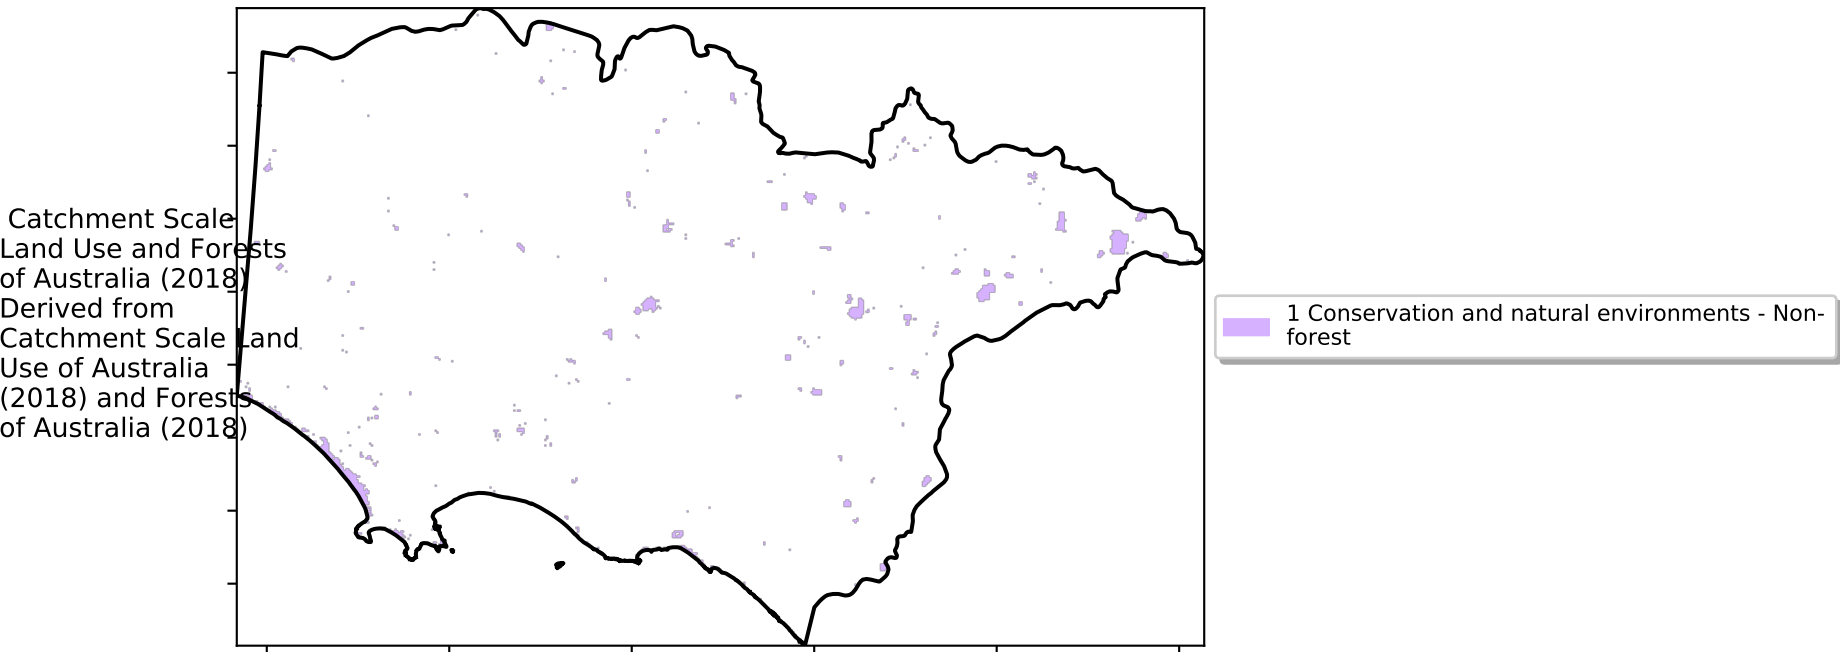 Catchment Scale
Land Use and Forests
of Australia (2018)
Derived from
Catchment Scale Land
Use of Australia
(2018) and Forests
of Australia (2018)
1 Conservation and natural environments - Non-
forest